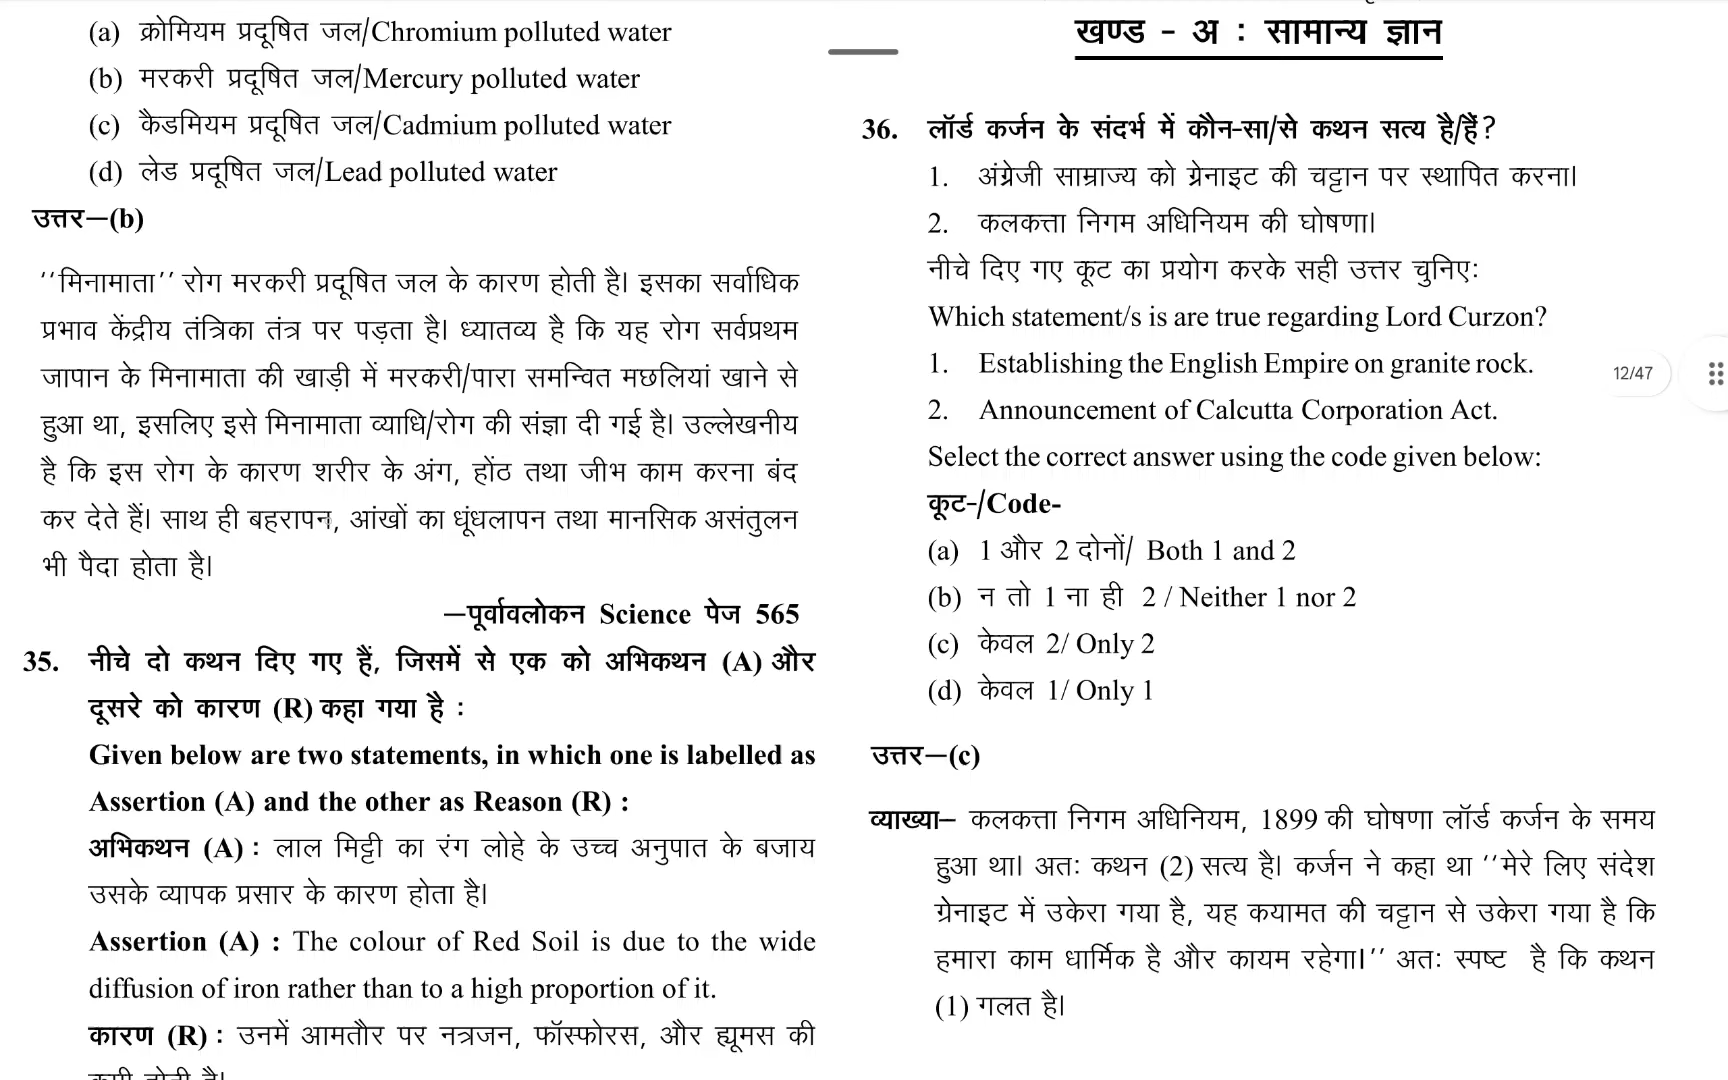 (a) क्रोमियम प्रदूषित जल/Chromium polluted water
(b) मरकरी प्रदूषित जल/Mercury polluted water
(c) कैडमियम प्रदूषित जल/Cadmium polluted water
(d) लेड प्रदूषित जल/Lead polluted water
उत्तर—(b)
‘‘मिनामाता’’ रोग मरकरी प्रदूषित जल के कारण होती है। इसका सर्वाधिक
प्रभाव केंद्रीय तंत्रिका तंत्र पर पड़ता है। ध्यातव्य है कि यह रोग सर्वप्रथम
जापान के मिनामाता की खाड़ी में मरकरी/पारा समन्वित मछलियां खाने से
हुआ था, इसलिए इसे मिनामाता व्याधि/रोग की संज्ञा दी गई है। उल्लेखनीय
है कि इस रोग के कारण शरीर के अंग, होंठ तथा जीभ काम करना बंद
कर देते हैं। साथ ही बहरापन, आंखों का धूंधलापन तथा मानसिक असंतुलन
भी पैदा होता है।
—पूर्वावलोकन Science पेज 565
35. नीचे दो कथन दिए गए हैं, जिसमें से एक को अभिकथन (A) और
दूसरे को कारण (R) कहा गया है :
Given below are two statements, in which one is labelled as
Assertion (A) and the other as Reason (R) :
अभिकथन (A) : लाल मिट्टी का रंग लोहे के उच्च अनुपात के बजाय
उसके व्यापक प्रसार के कारण होता है।
Assertion (A) : The colour of Red Soil is due to the wide
diffusion of iron rather than to a high proportion of it.
कारण (R) : उनमें आमतौर पर नत्रजन, फॉस्फोरस, और ह्यूमस की
कमी होती है।
खण्ड - अ : सामान्य ज्ञान
36. लॉर्ड कर्जन के संदर्भ में कौन-सा/से कथन सत्य है/हैं?
1. अंग्रेजी साम्राज्य को ग्रेनाइट की चट्टान पर स्थापित करना।
2. कलकत्ता निगम अधिनियम की घोषणा।
नीचे दिए गए कूट का प्रयोग करके सही उत्तर चुनिए:
Which statement/s is are true regarding Lord Curzon?
1. Establishing the English Empire on granite rock.
2. Announcement of Calcutta Corporation Act.
Select the correct answer using the code given below:
कूट-/Code-
(a) 1 और 2 दोनों/ Both 1 and 2
(b) न तो 1 ना ही 2 / Neither 1 nor 2
(c) केवल 2/ Only 2
(d) केवल 1/ Only 1
उत्तर—(c)
व्याख्या– कलकत्ता निगम अधिनियम, 1899 की घोषणा लॉर्ड कर्जन के समय
हुआ था। अतः कथन (2) सत्य है। कर्जन ने कहा था ‘‘मेरे लिए संदेश
ग्रेनाइट में उकेरा गया है, यह कयामत की चट्टान से उकेरा गया है कि
हमारा काम धार्मिक है और कायम रहेगा।’’ अतः स्पष्ट है कि कथन
(1) गलत है।
12/47